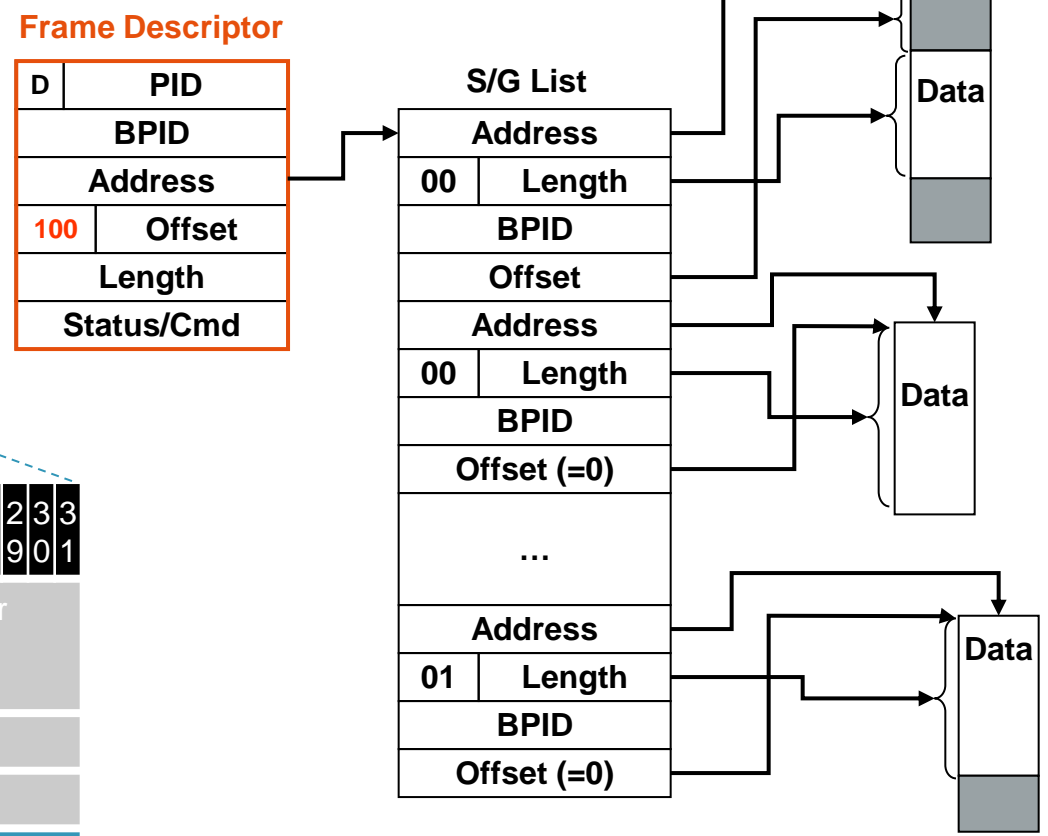 Frame Descriptor
D PID
BPID
Address
100 Offset
Length
Status/Cmd
S/G List
Address
00 Length
BPID
Offset
Address
00 Length
BPID
Offset (=0)
…
Address
01 Length
BPID
Offset (=0)
Data
Data
Data
2 3 3
9 0 1
r